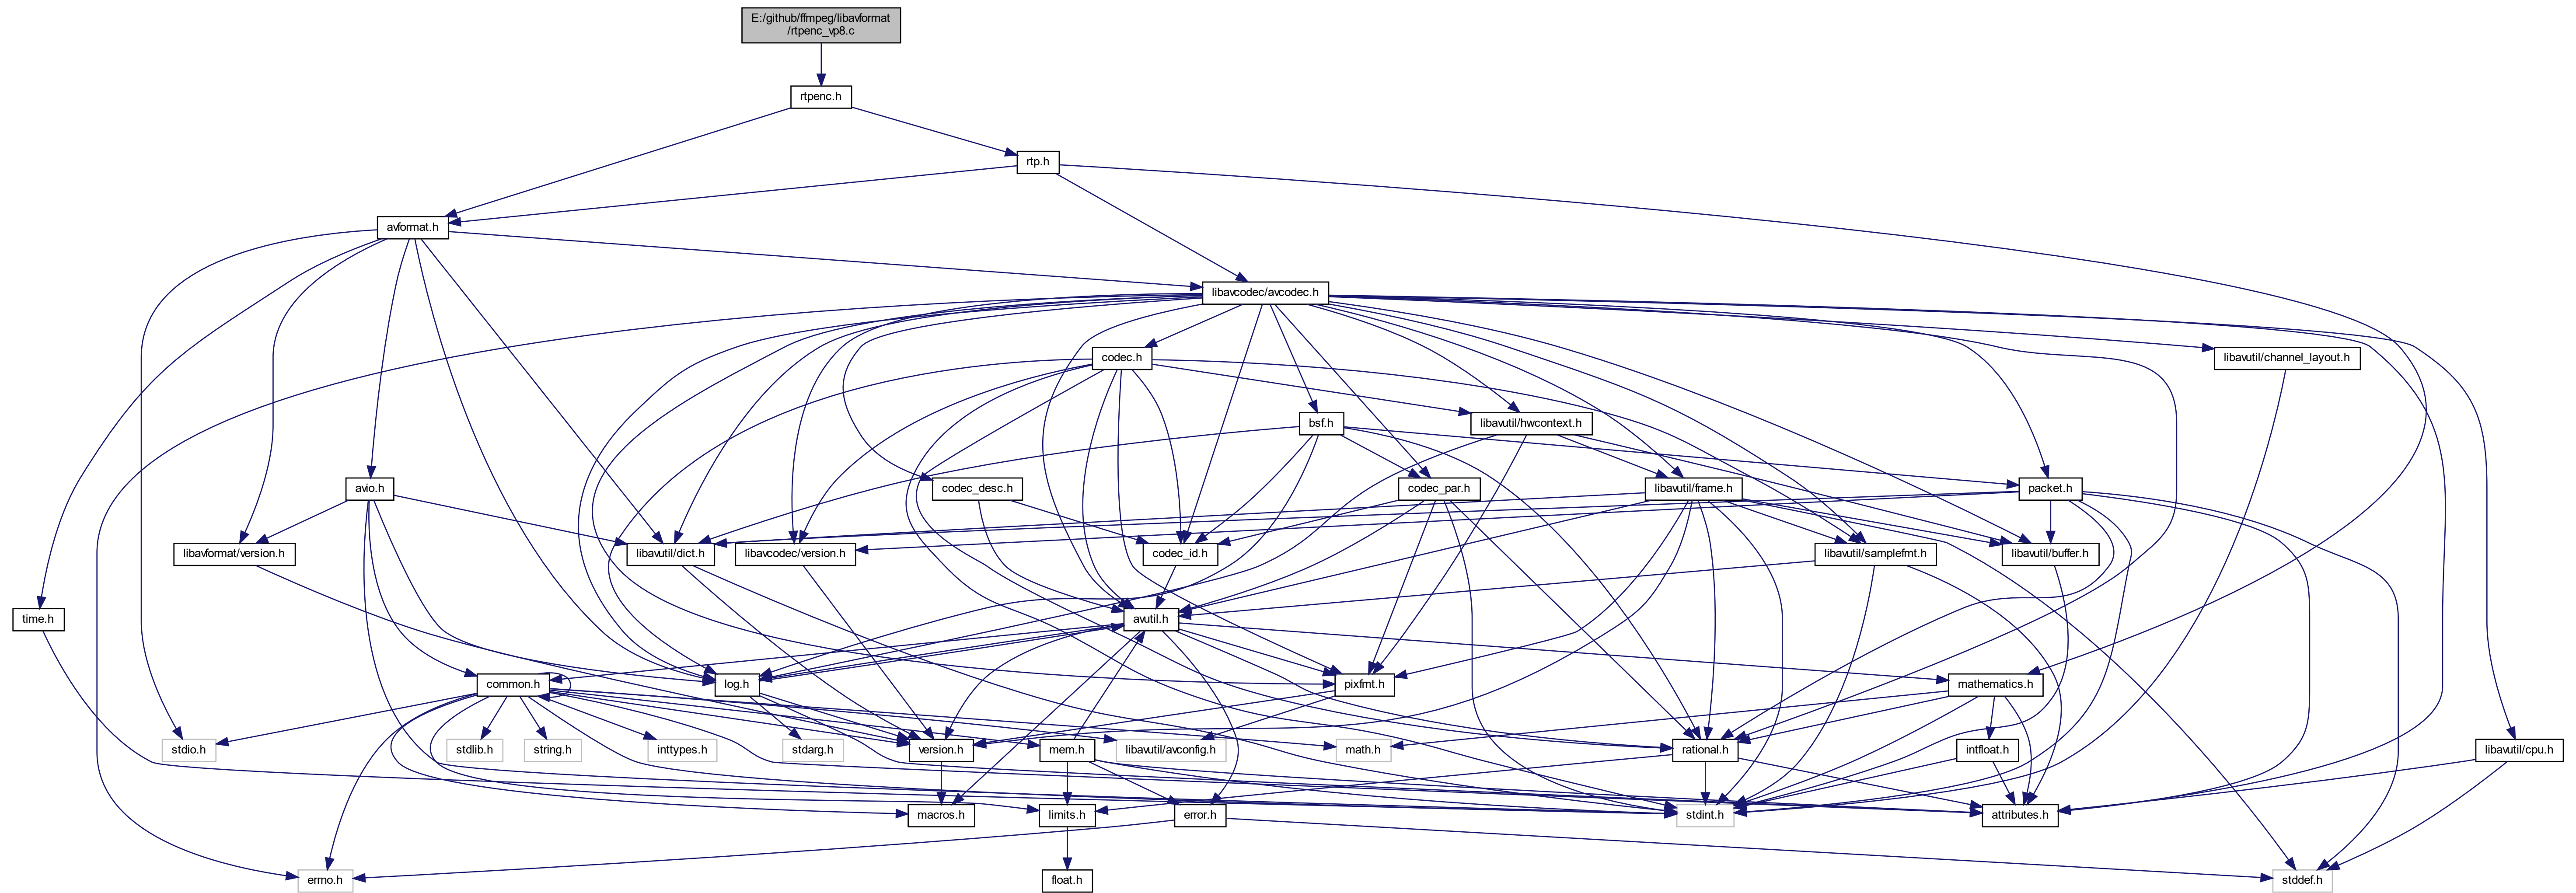 E:/github/ffmpeg/libavformat
/rtpenc_vp8.c
rtpenc.h
rtp.h
avformat.h
libavcodec/avcodec.h
codec.h
libavutil/channel_layout.h
bsf.h
libavutil/hwcontext.h
avio.h
codec_desc.h
codec_par.h
libavutil/frame.h
packet.h
libavformat/version.h
libavutil/dict.h
libavcodec/version.h
codec_id.h
libavutil/samplefmt.h
libavutil/buffer.h
time.h
avutil.h
common.h
log.h
pixfmt.h
mathematics.h
stdio.h
stdlib.h
string.h
inttypes.h
stdarg.h
version.h
mem.h
libavutil/avconfig.h
math.h
rational.h
intfloat.h
libavutil/cpu.h
macros.h
limits.h
error.h
stdint.h
attributes.h
errno.h
float.h
stddef.h